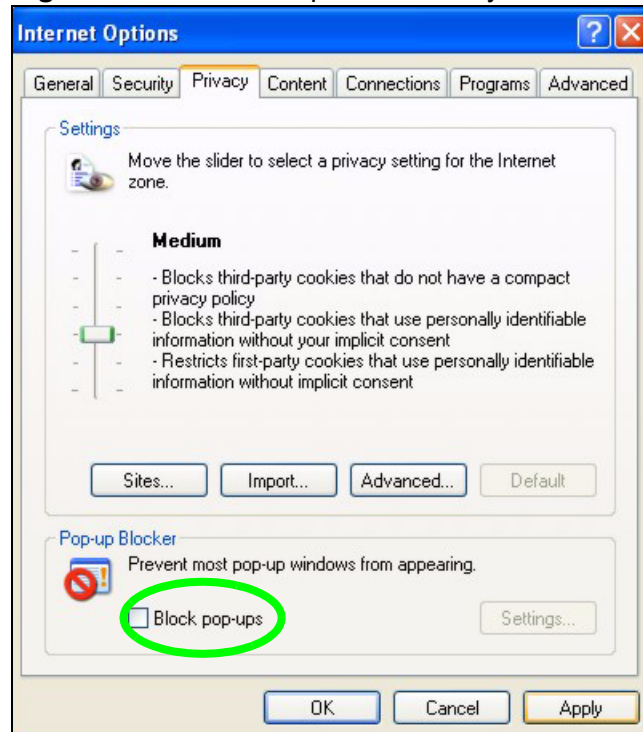 Internet Options
General Security Privacy Content Connections Programs Advanced
Settings
Move the slider to select a privacy setting for the Internet
zone.
Medium
- Blocks third-party cookies that do not have a compact
privacy policy
- Blocks third-party cookies that use personally identifiable
information without your implicit consent
- Restricts first-party cookies that use personally identifiable
information without implicit consent
Sites... Import... Advanced... Default
Pop-up Blocker
Prevent most pop-up windows from appearing.
Block pop-ups Settings...
OK Cancel Apply